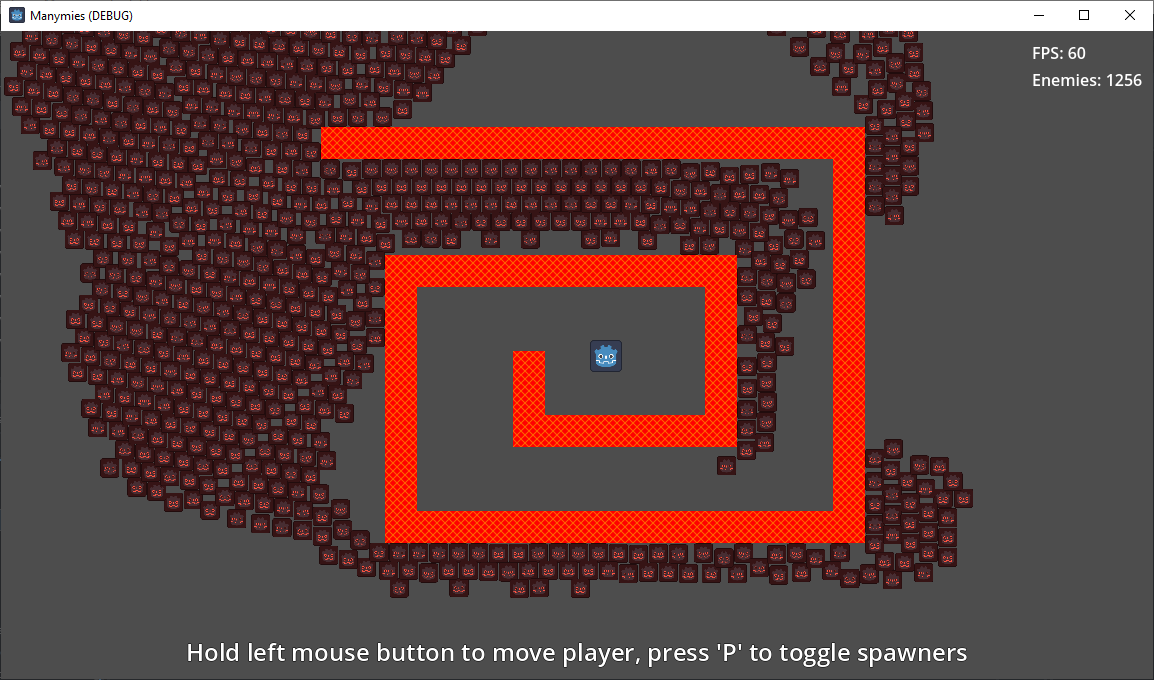 Manymies (DEBUG)
FPS: 60
Enemies: 1256
Hold left mouse button to move player, press 'P' to toggle spawners